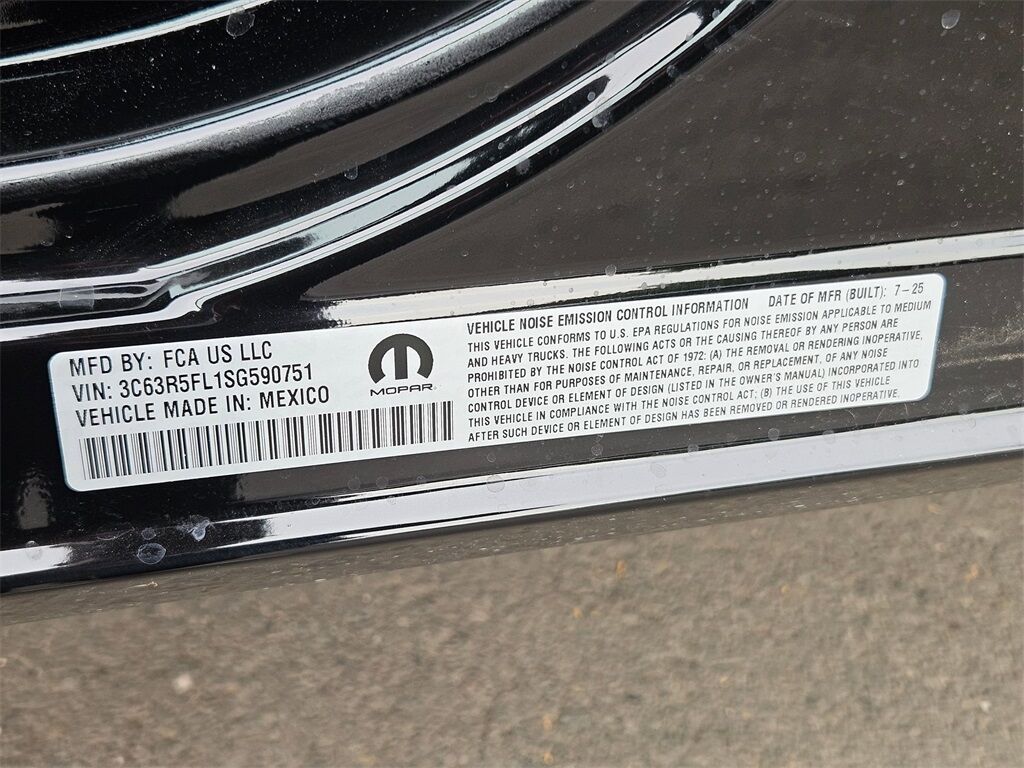 MFD BY: FCA US LLC
VIN: 3C63R5FL1SG590751
VEHICLE MADE IN: MEXICO
MOPAR
VEHICLE NOISE EMISSION CONTROL INFORMATION DATE OF MFR (BUILT): 7-25
THIS VEHICLE CONFORMS TO U.S. EPA REGULATIONS FOR NOISE EMISSION APPLICABLE TO MEDIUM
AND HEAVY TRUCKS. THE FOLLOWING ACTS OR THE CAUSING THEREOF BY ANY PERSON ARE
PROHIBITED BY THE NOISE CONTROL ACT OF 1972: (A) THE REMOVAL OR RENDERING INOPERATIVE,
OTHER THAN FOR PURPOSES OF MAINTENANCE, REPAIR, OR REPLACEMENT, OF ANY NOISE
CONTROL DEVICE OR ELEMENT OF DESIGN (LISTED IN THE OWNER'S MANUAL) INCORPORATED INTO
THIS VEHICLE IN COMPLIANCE WITH THE NOISE CONTROL ACT; (B) THE USE OF THIS VEHICLE
AFTER SUCH DEVICE OR ELEMENT OF DESIGN HAS BEEN REMOVED OR RENDERED INOPERATIVE.